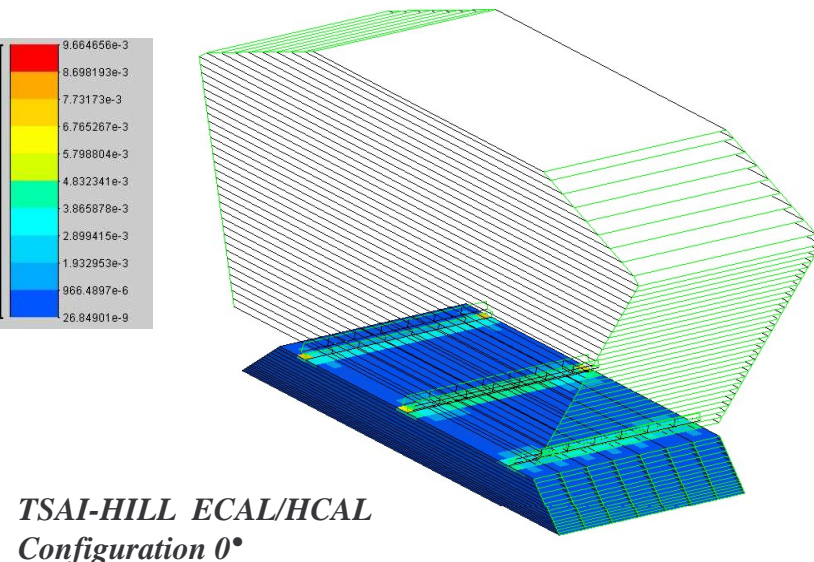 9.664656e-3
8.698193e-3
7.73173e-3
6.765267e-3
5.798804e-3
4.832341e-3
3.865878e-3
2.899415e-3
1.932953e-3
966.4897e-6
26.84901e-9
TSAI-HILL ECAL/HCAL
Configuration 0•